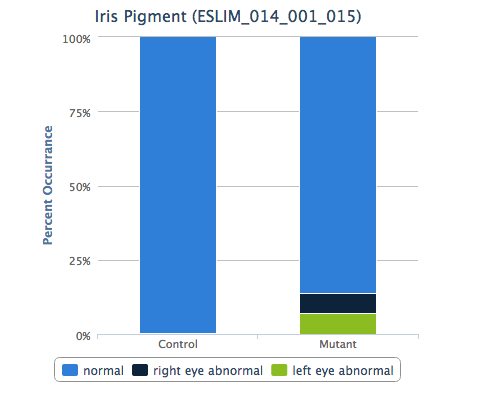 Iris Pigment (ESLIM_014_001_015)
100%
75%
50%
25%
0%
Percent Occurrance
Control
Mutant
normal
right eye abnormal
left eye abnormal